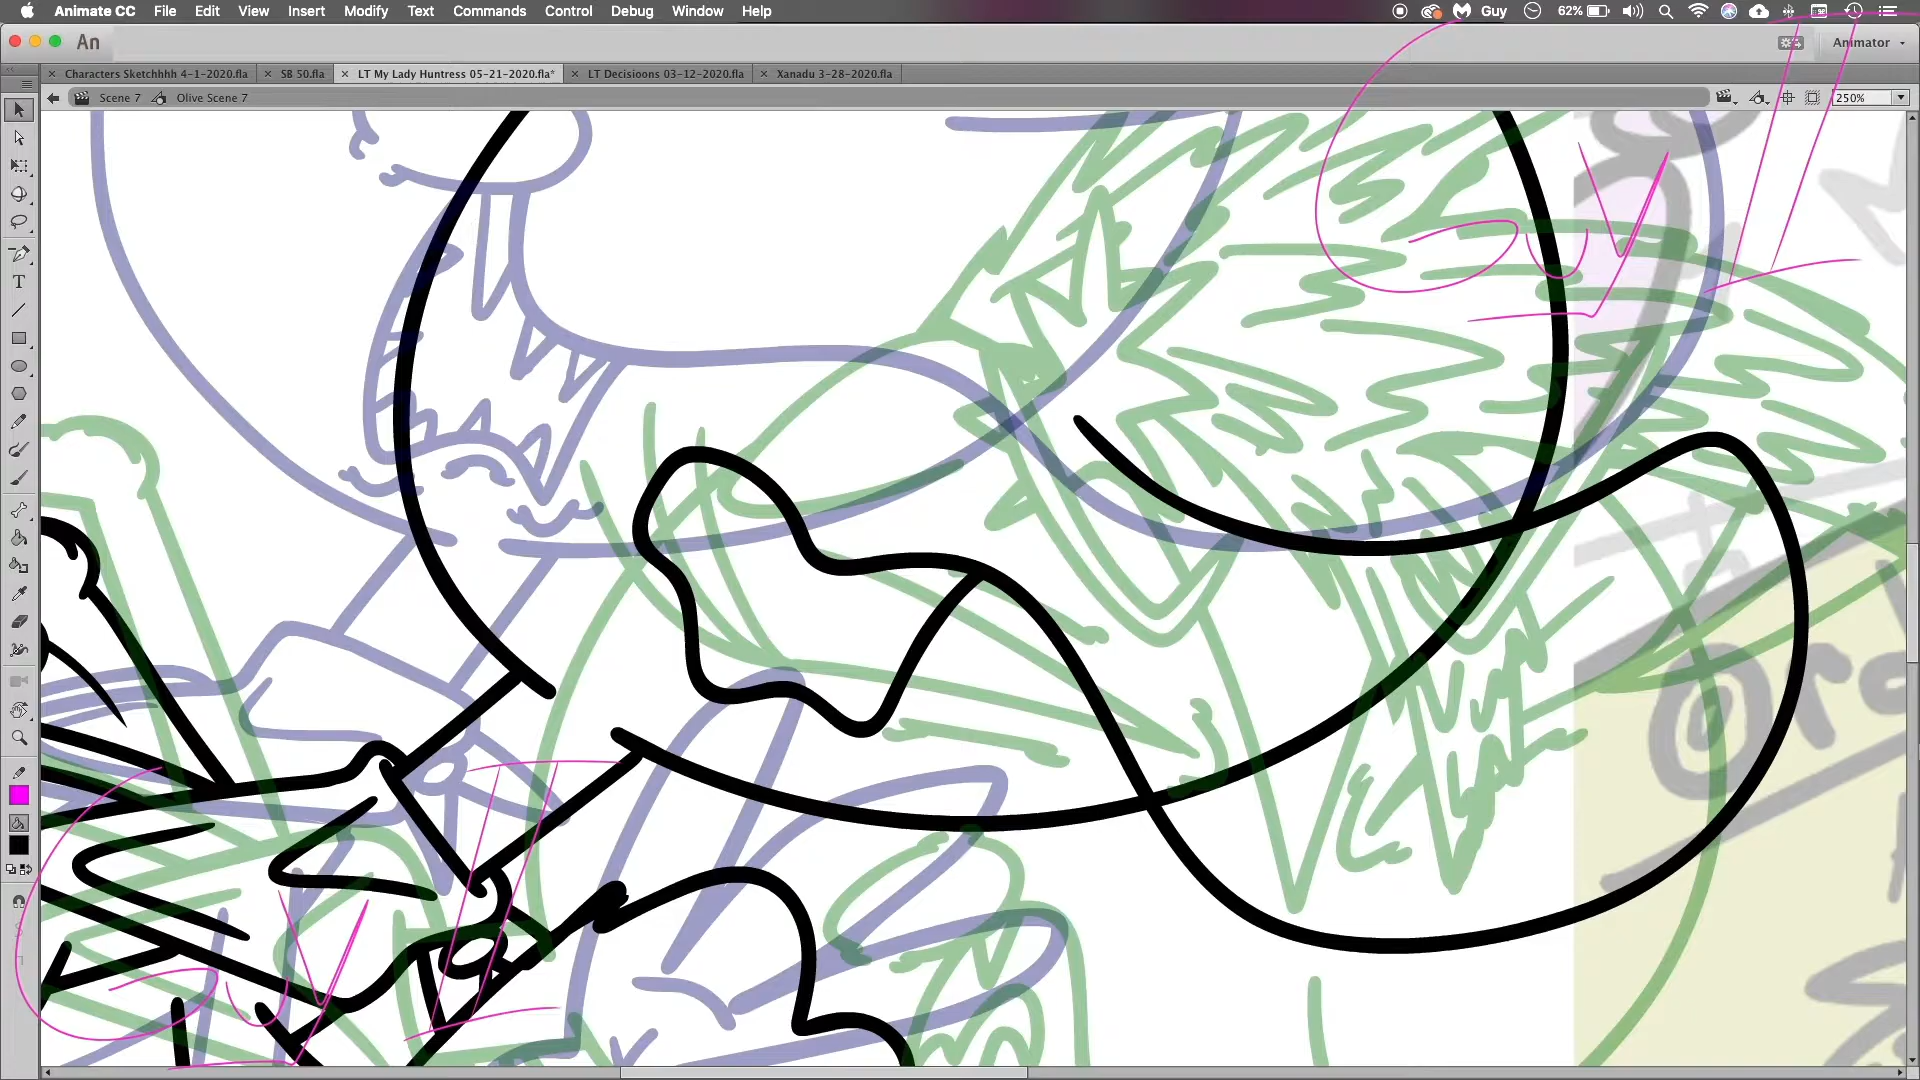 Animate CC File Edit View Insert Modify Text Commands Control Debug Window Help Guy 62%
An Animator
Characters Sketchhhh 4-1-2020.fla SB 50.fla LT My Lady Huntress 05-21-2020.fla* LT Decisioons 03-12-2020.fla Xanadu 3-28-2020.fla
Scene 7 Olive Scene 7 250%
T